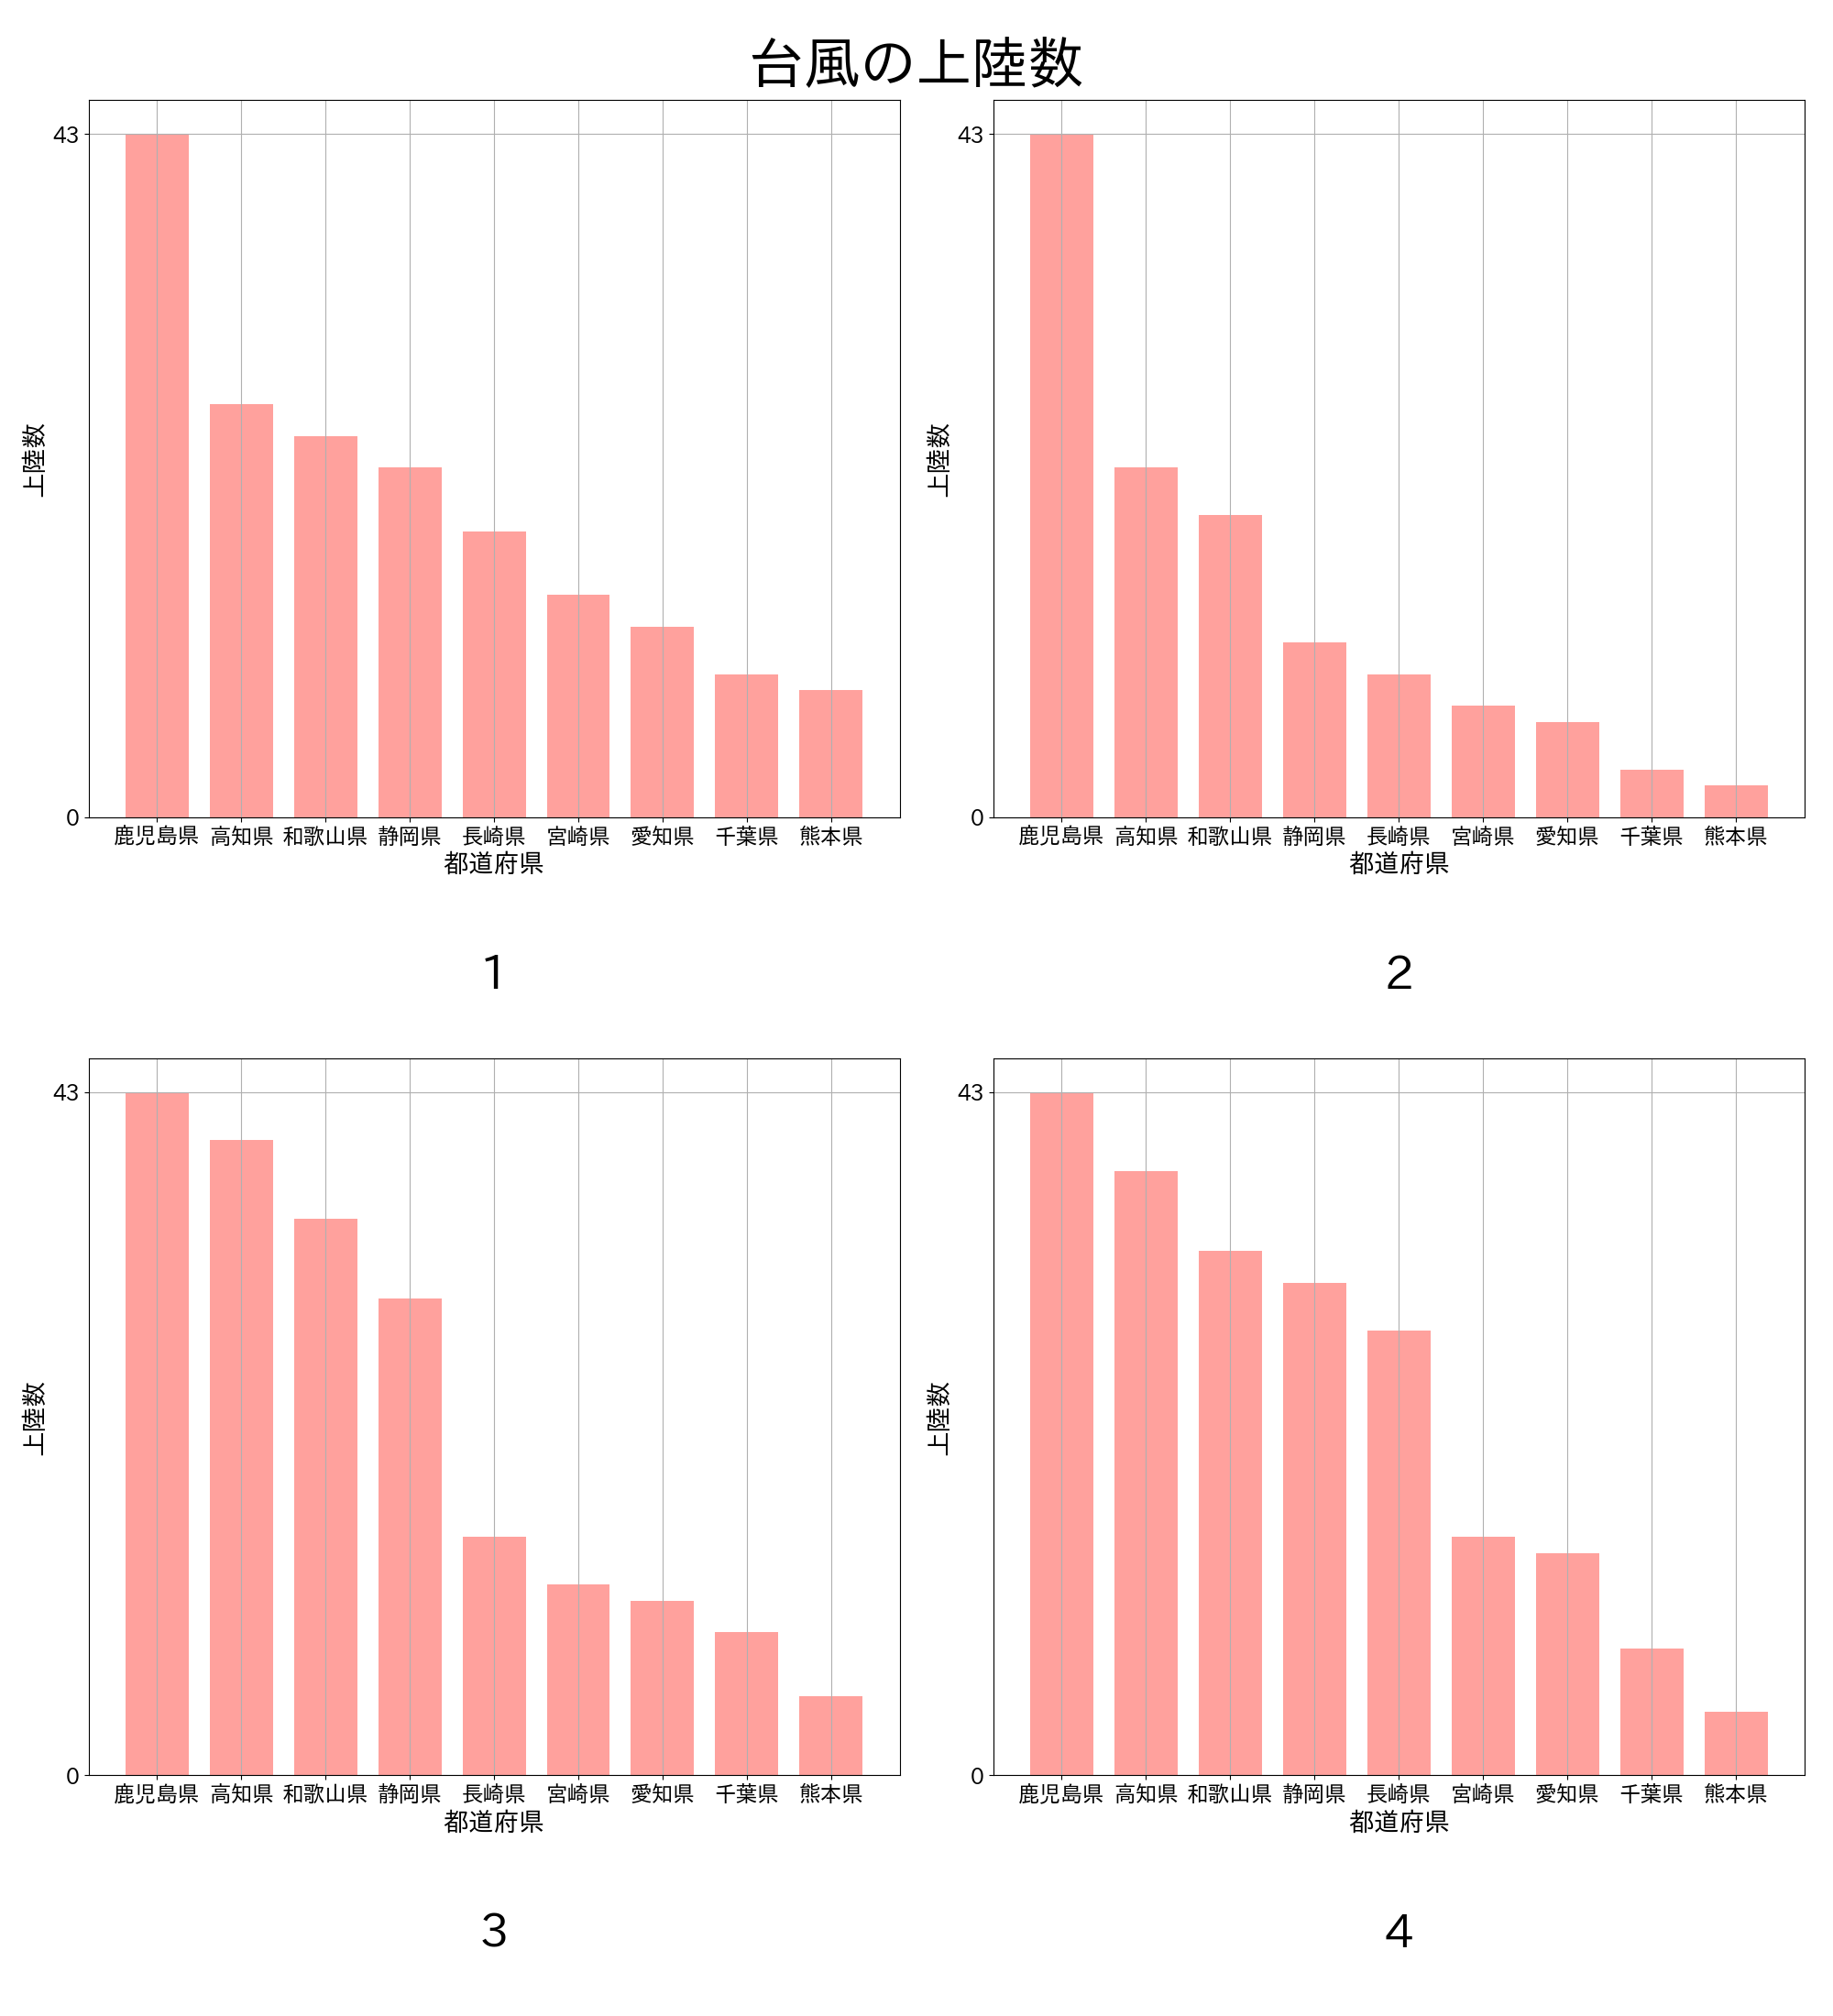 台風の上陸数
43
0
上陸数
鹿児島県 高知県 和歌山県 静岡県 長崎県 宮崎県 愛知県 千葉県 熊本県
都道府県
1
43
0
上陸数
鹿児島県 高知県 和歌山県 静岡県 長崎県 宮崎県 愛知県 千葉県 熊本県
都道府県
2
43
0
上陸数
鹿児島県 高知県 和歌山県 静岡県 長崎県 宮崎県 愛知県 千葉県 熊本県
都道府県
3
43
0
上陸数
鹿児島県 高知県 和歌山県 静岡県 長崎県 宮崎県 愛知県 千葉県 熊本県
都道府県
4